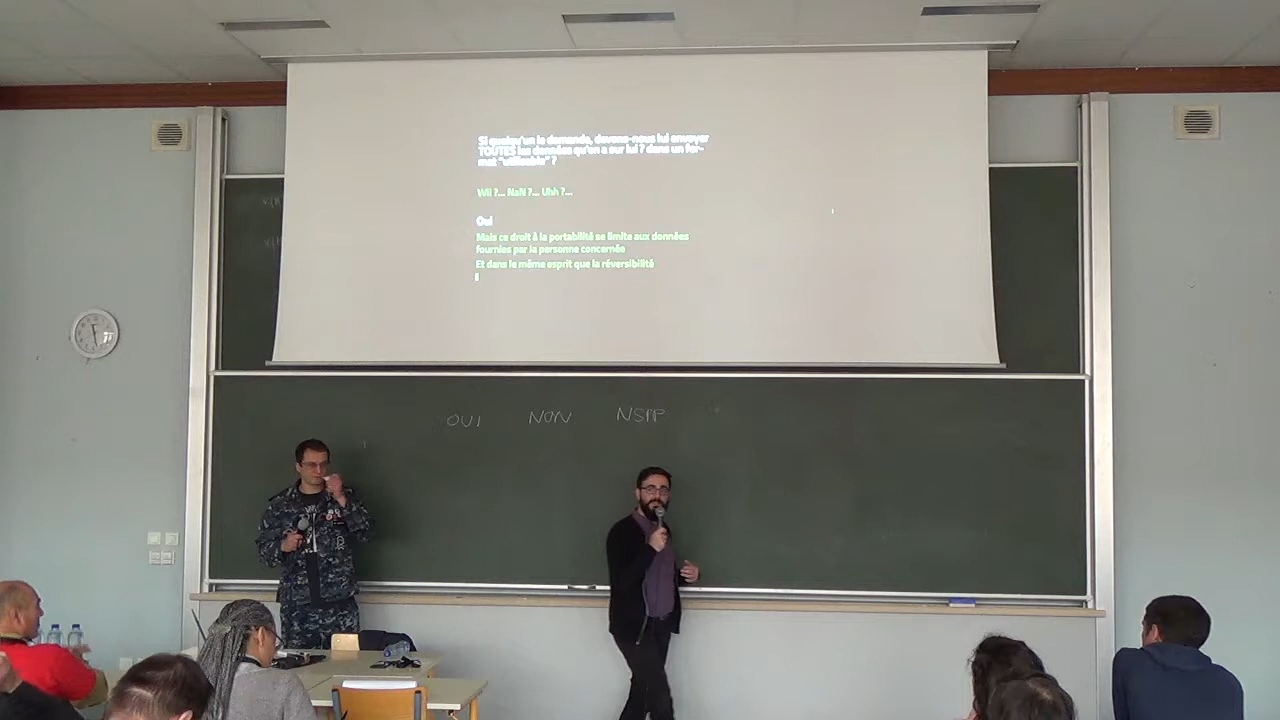 Si quelqu'un le demande, devons-nous lui envoyer
TOUTES les données qu'on a sur lui ? dans un for-
mat "utilisable" ?
Wii ?... NaN ?... Uhh ?...
Oui
Mais ce droit à la portabilité se limite aux données
fournies par la personne concernée
Et dans le même esprit que la réversibilité
OUI NON NSPP